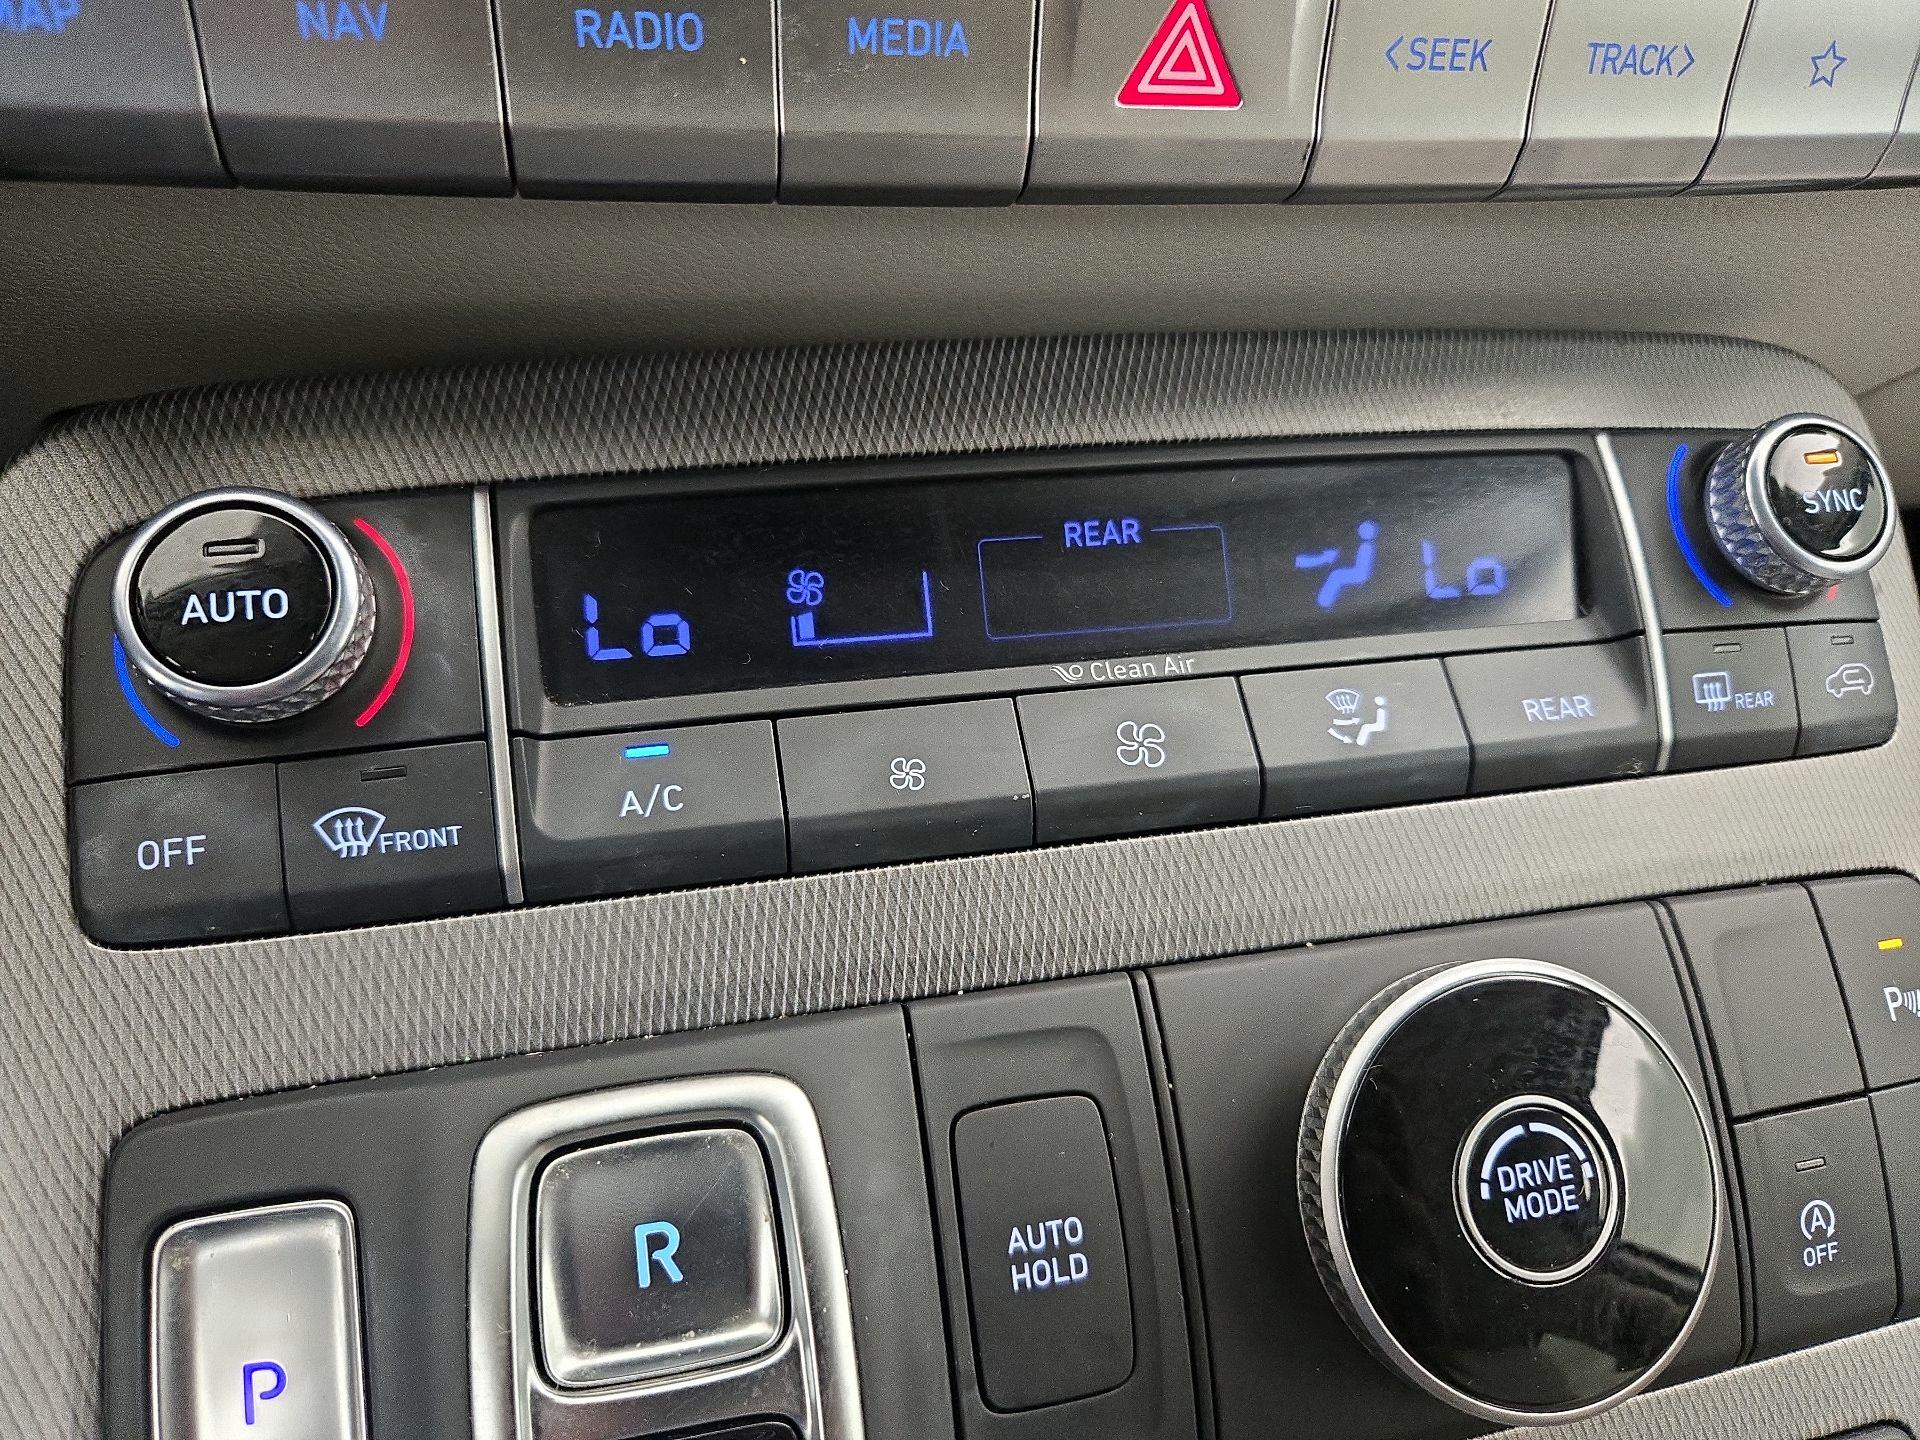 MAP
NAV
RADIO
MEDIA
<SEEK
TRACK>
AUTO
Lo
REAR
Lo
SYNC
Clean Air
OFF
FRONT
A/C
REAR
REAR
P
R
AUTO
HOLD
DRIVE
MODE
P
A
OFF